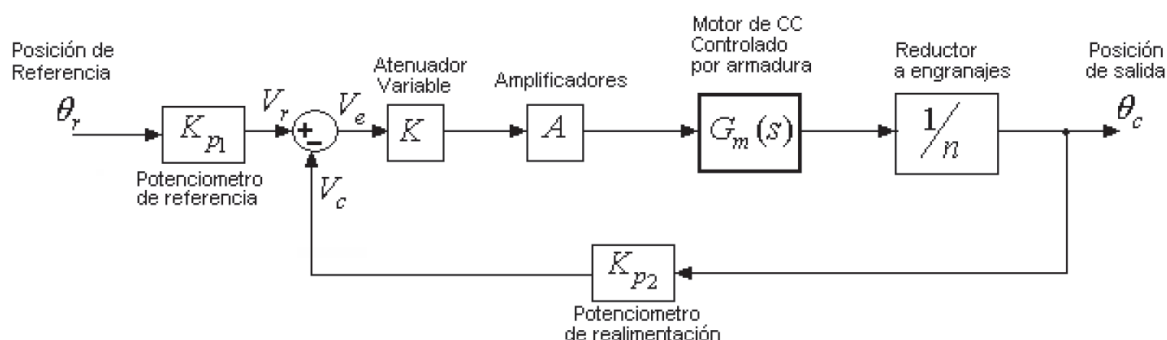 Posición de
Referencia
θr
Kp1
Potenciometro
de referencia
Vr
+
−
Ve
Vc
Atenuador
Variable
K
Amplificadores
A
Motor de CC
Controlado
por armadura
Gm(s)
Reductor
a engranajes
1/n
Posición
de salida
θc
Kp2
Potenciometro
de realimentación